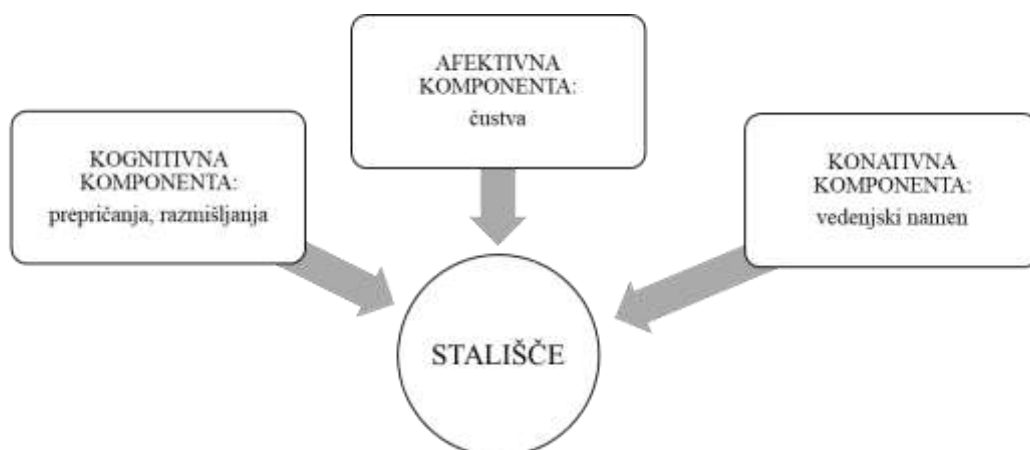 KOGNITIVNA
KOMPONENTA:
prepričanja, razmišljanja
AFEKTIVNA
KOMPONENTA:
čustva
KONATIVNA
KOMPONENTA:
vedenjski namen
STALIŠČE